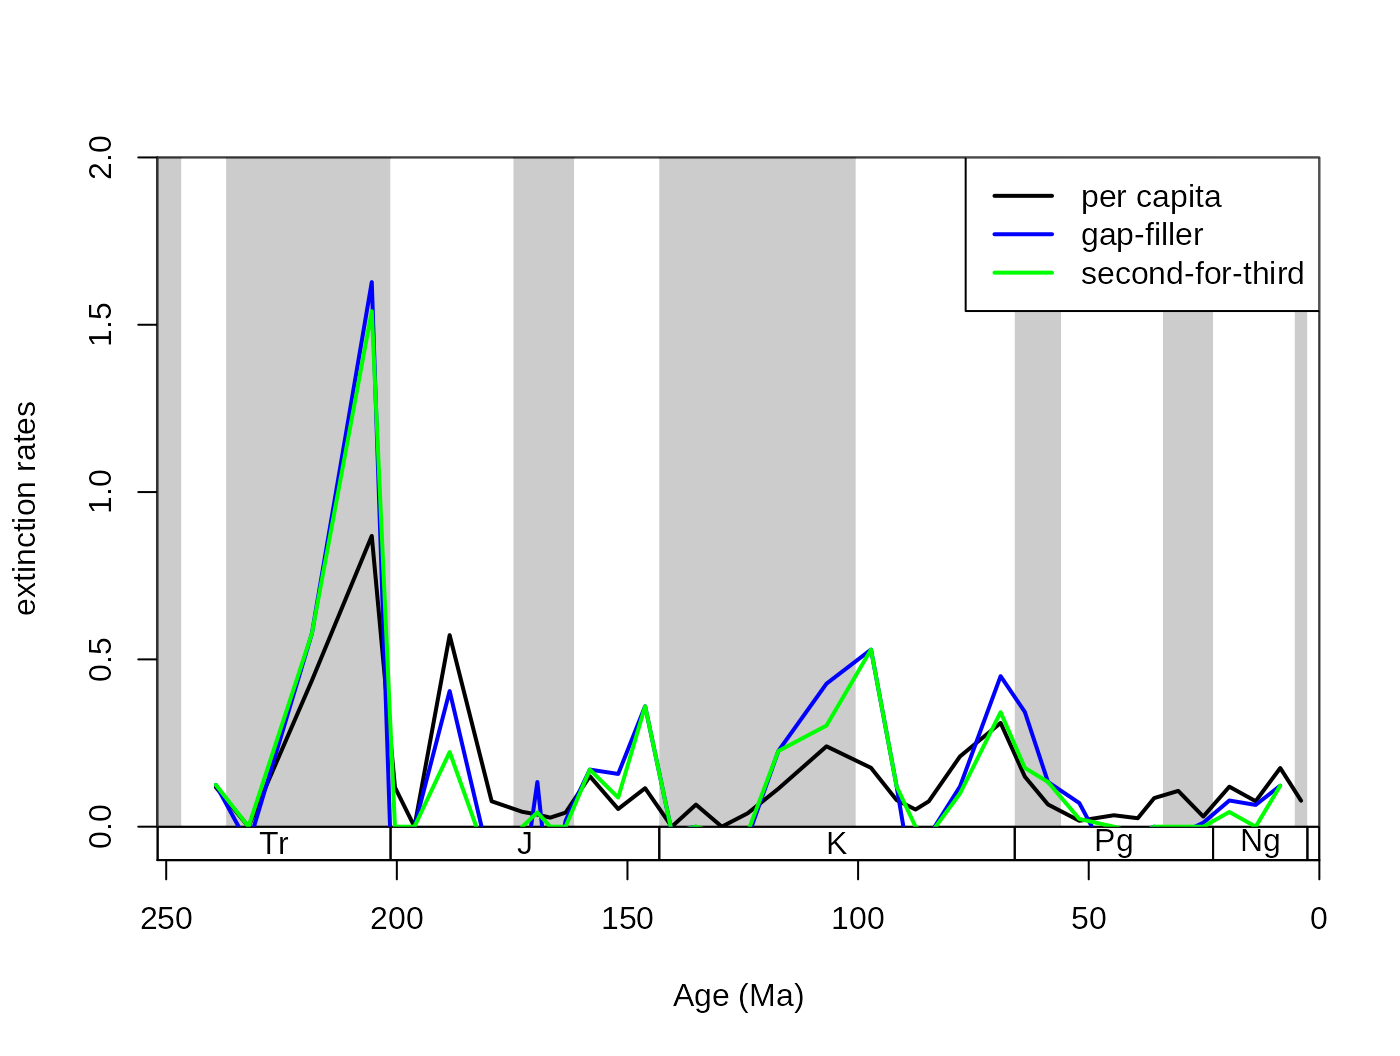 2.0
1.5
1.0
0.5
0.0
extinction rates
per capita
gap-filler
second-for-third
Tr
J
K
Pg
Ng
250
200
150
100
50
0
Age (Ma)